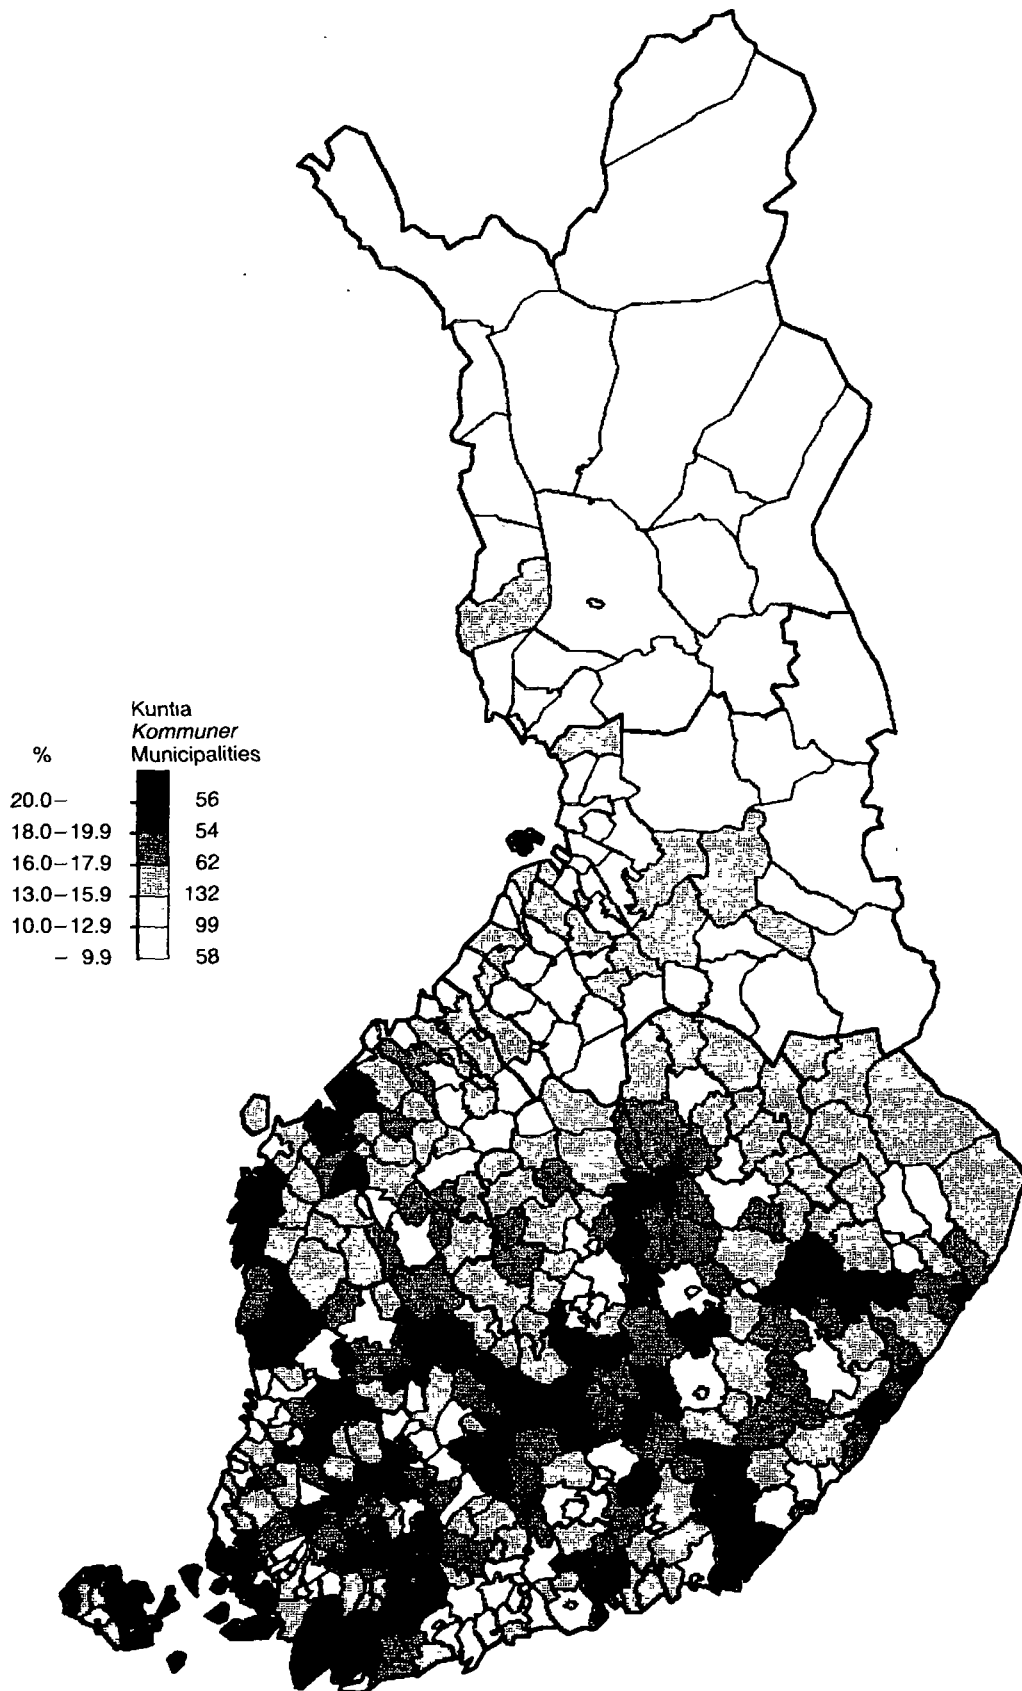 Kuntia
Kommuner
% Municipalities
20.0– 56
18.0–19.9 54
16.0–17.9 62
13.0–15.9 132
10.0–12.9 99
– 9.9 58